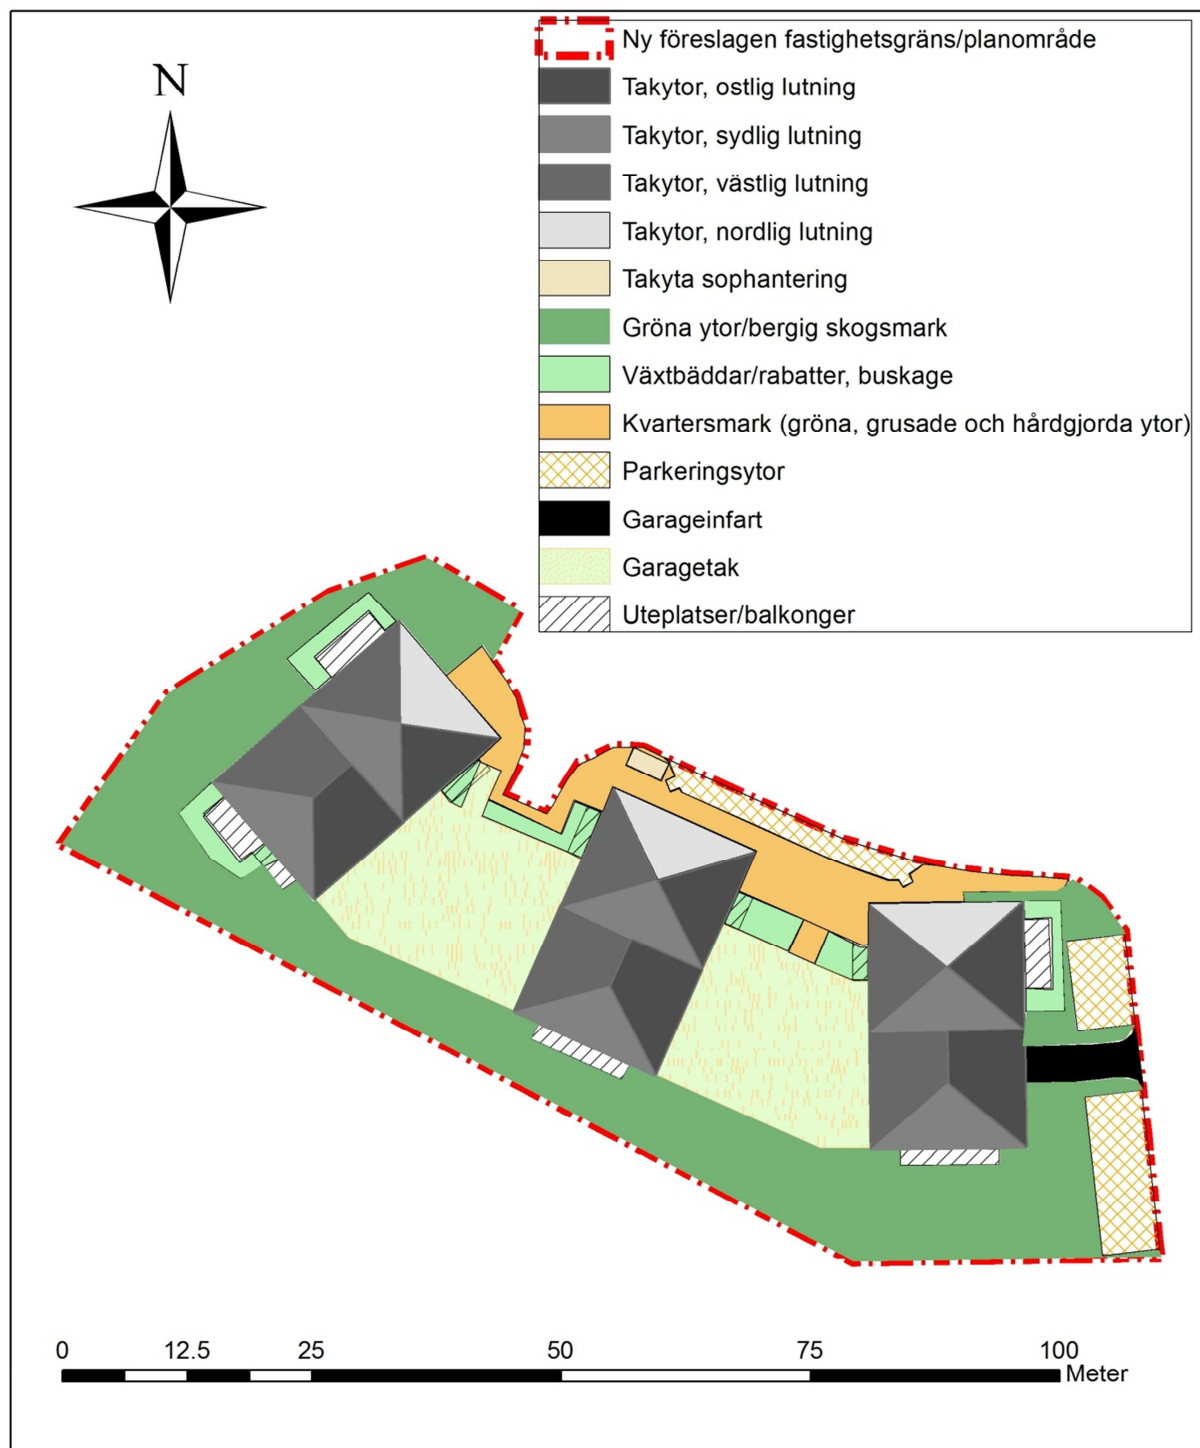 N
Ny föreslagen fastighetsgräns/planområde
Takytor, ostlig lutning
Takytor, sydlig lutning
Takytor, västlig lutning
Takytor, nordlig lutning
Takyta sophantering
Gröna ytor/bergig skogsmark
Växtbäddar/rabatter, buskage
Kvartersmark (gröna, grusade och hårdgjorda ytor)
Parkeringsytor
Garageinfart
Garagetak
Uteplatser/balkonger
0 12.5 25 50 75 100
Meter